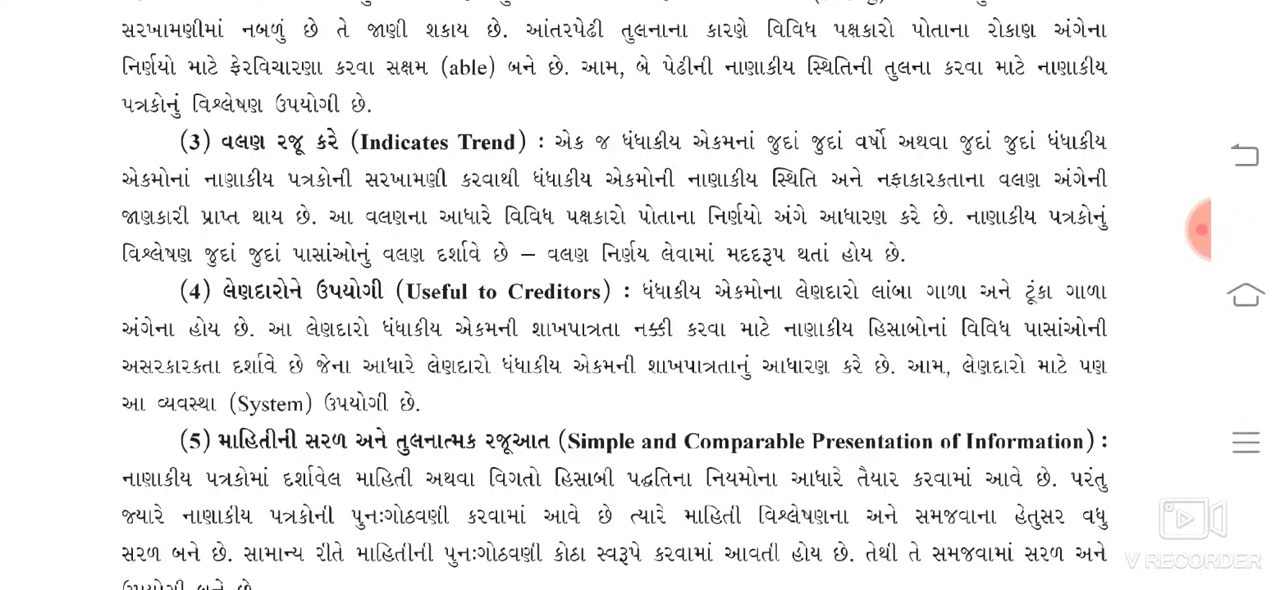 સરખામણીમાં નબળું છે તે જાણી શકાય છે. આંતરપેઢી તુલનાના કારણે વિવિધ પક્ષકારો પોતાના રોકાણ અંગેના
નિર્ણયો માટે ફેરવિચારણા કરવા સક્ષમ (able) બને છે. આમ, બે પેઢીની નાણાકીય સ્થિતિની તુલના કરવા માટે નાણાકીય
પત્રકોનું વિશ્લેષણ ઉપયોગી છે.
(3) વલણ રજૂ કરે (Indicates Trend) : એક જ ધંધાકીય એકમનાં જુદાં જુદાં વર્ષો અથવા જુદાં જુદાં ધંધાકીય
એકમોનાં નાણાકીય પત્રકોની સરખામણી કરવાથી ધંધાકીય એકમોની નાણાકીય સ્થિતિ અને નફાકારકતાના વલણ અંગેની
જાણકારી પ્રાપ્ત થાય છે. આ વલણના આધારે વિવિધ પક્ષકારો પોતાના નિર્ણયો અંગે આધારણ કરે છે. નાણાકીય પત્રકોનું
વિશ્લેષણ જુદાં જુદાં પાસાંઓનું વલણ દર્શાવે છે – વલણ નિર્ણય લેવામાં મદદરૂપ થતાં હોય છે.
(4) લેણદારોને ઉપયોગી (Useful to Creditors) : ધંધાકીય એકમોના લેણદારો લાંબા ગાળા અને ટૂંકા ગાળા
અંગેના હોય છે. આ લેણદારો ધંધાકીય એકમની શાખપાત્રતા નક્કી કરવા માટે નાણાકીય હિસાબોનાં વિવિધ પાસાંઓની
અસરકારકતા દર્શાવે છે જેના આધારે લેણદારો ધંધાકીય એકમની શાખપાત્રતાનું આધારણ કરે છે. આમ, લેણદારો માટે પણ
આ વ્યવસ્થા (System) ઉપયોગી છે.
(5) માહિતીની સરળ અને તુલનાત્મક રજૂઆત (Simple and Comparable Presentation of Information) :
નાણાકીય પત્રકોમાં દર્શાવેલ માહિતી અથવા વિગતો હિસાબી પદ્ધતિના નિયમોના આધારે તૈયાર કરવામાં આવે છે. પરંતુ
જ્યારે નાણાકીય પત્રકોની પુનઃગોઠવણી કરવામાં આવે છે ત્યારે માહિતી વિશ્લેષણના અને સમજવાના હેતુસર વધુ
સરળ બને છે. સામાન્ય રીતે માહિતીની પુનઃગોઠવણી કોઠા સ્વરૂપે કરવામાં આવતી હોય છે. તેથી તે સમજવામાં સરળ અને
V RECORDER